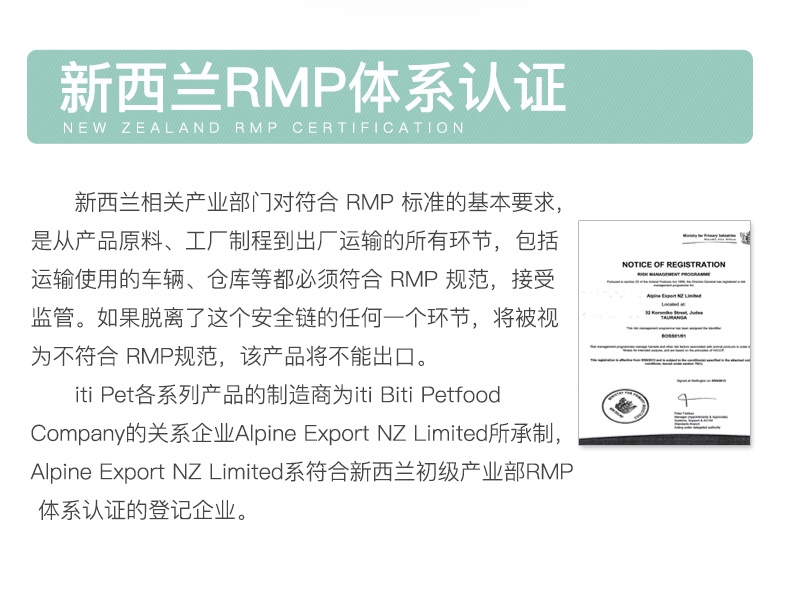 新西兰RMP体系认证
NEW ZEALAND RMP CERTIFICATION
新西兰相关产业部门对符合 RMP 标准的基本要求，
是从产品原料、工厂制程到出厂运输的所有环节，包括
运输使用的车辆、仓库等都必须符合 RMP 规范，接受
监管。如果脱离了这个安全链的任何一个环节，将被视
为不符合 RMP规范，该产品将不能出口。
iti Pet各系列产品的制造商为iti Biti Petfood
Company的关系企业Alpine Export NZ Limited所承制，
Alpine Export NZ Limited系符合新西兰初级产业部RMP
体系认证的登记企业。
Ministry for Primary Industries
NOTICE OF REGISTRATION
RISK MANAGEMENT PROGRAMME
Alpine Export NZ Limited
Located at:
32 Koromiko Street, Judea
TAURANGA
This risk management programme has been assigned the identifier